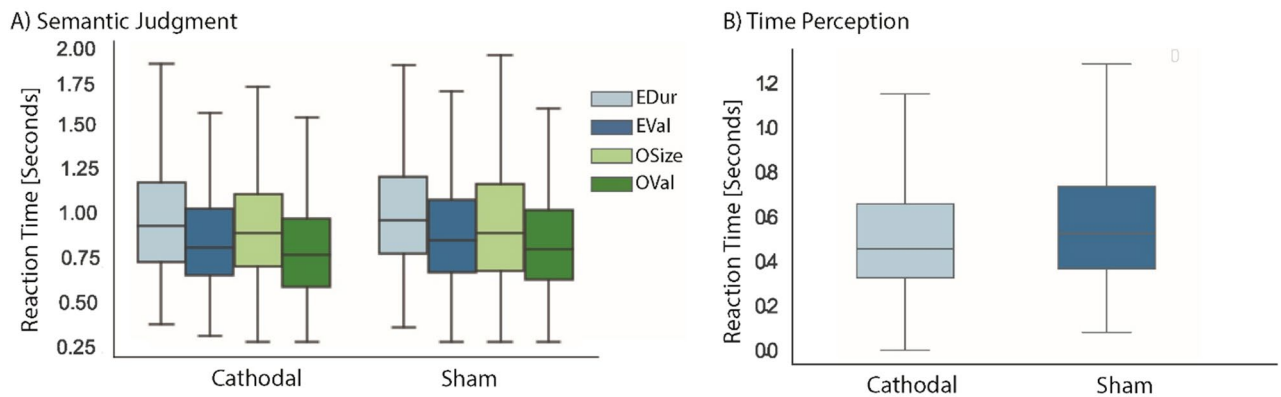 A) Semantic Judgment
Reaction Time [Seconds]
2.00
1.75
1.50
1.25
1.00
0.75
0.50
0.25
Cathodal
Sham
EDur
EVal
OSize
OVal
B) Time Perception
Reaction Time [Seconds]
1.2
1.0
0.8
0.6
0.4
0.2
0.0
Cathodal
Sham